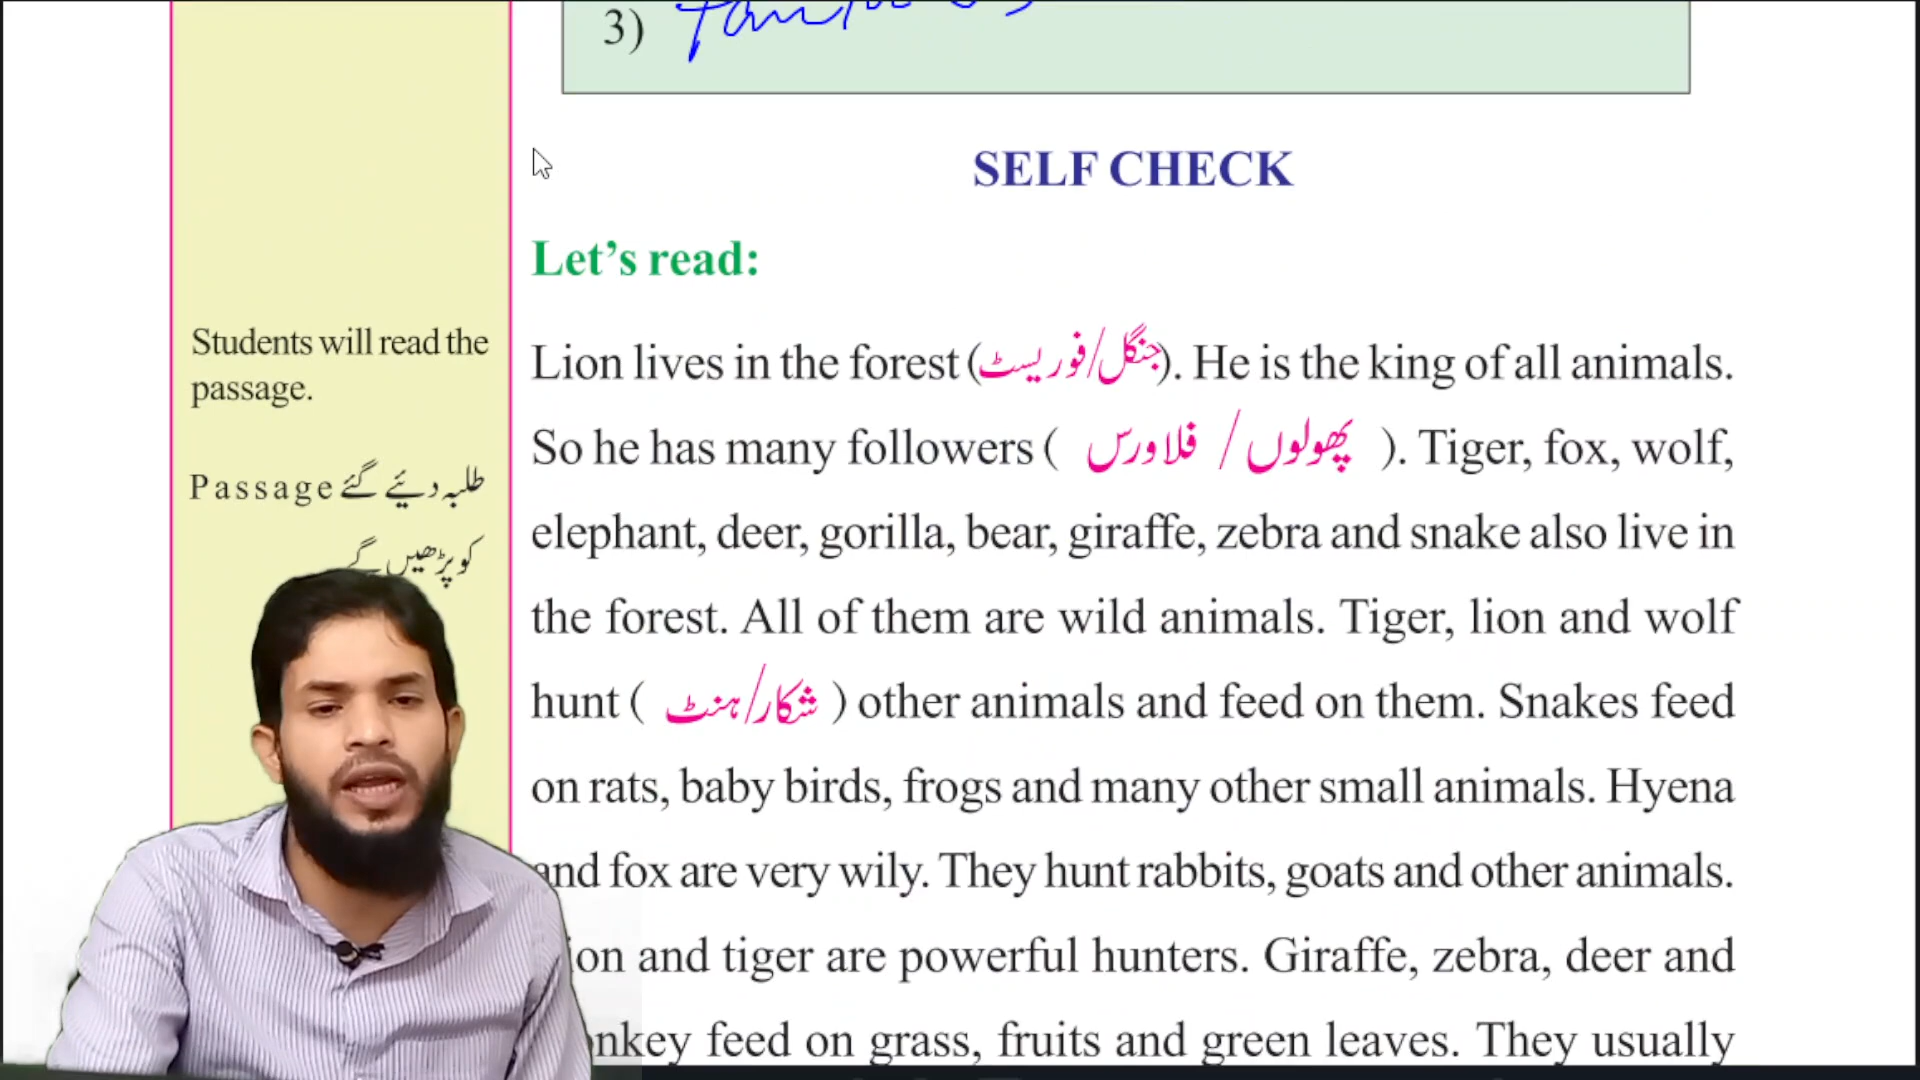 3)
SELF CHECK
Let’s read:
Students will read the
passage.
طلبہ دئیے گئے Passage
کو پڑھیں گے
Lion lives in the forest (جنگل/فوریسٹ). He is the king of all animals.
So he has many followers ( پھولوں / فلاورس ). Tiger, fox, wolf,
elephant, deer, gorilla, bear, giraffe, zebra and snake also live in
the forest. All of them are wild animals. Tiger, lion and wolf
hunt ( شکار/ہنٹ ) other animals and feed on them. Snakes feed
on rats, baby birds, frogs and many other small animals. Hyena
and fox are very wily. They hunt rabbits, goats and other animals.
ion and tiger are powerful hunters. Giraffe, zebra, deer and
onkey feed on grass, fruits and green leaves. They usually